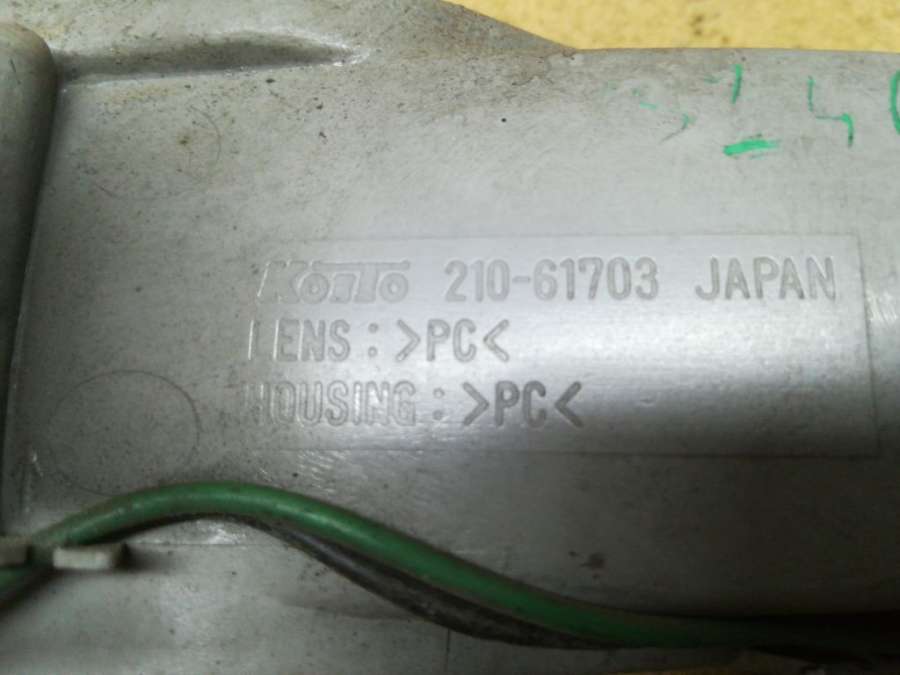 KOITO 210-61703 JAPAN
LENS : >PC<
HOUSING : >PC<